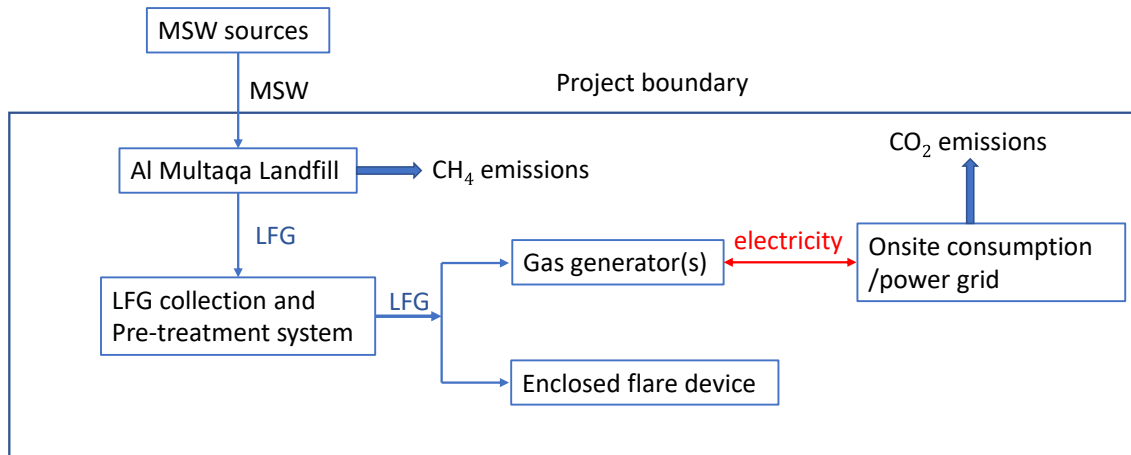 MSW sources
MSW
Project boundary
CO₂ emissions
Al Multaqa Landfill
CH₄ emissions
LFG
electricity
Gas generator(s)
Onsite consumption
/power grid
LFG collection and
Pre-treatment system
LFG
Enclosed flare device